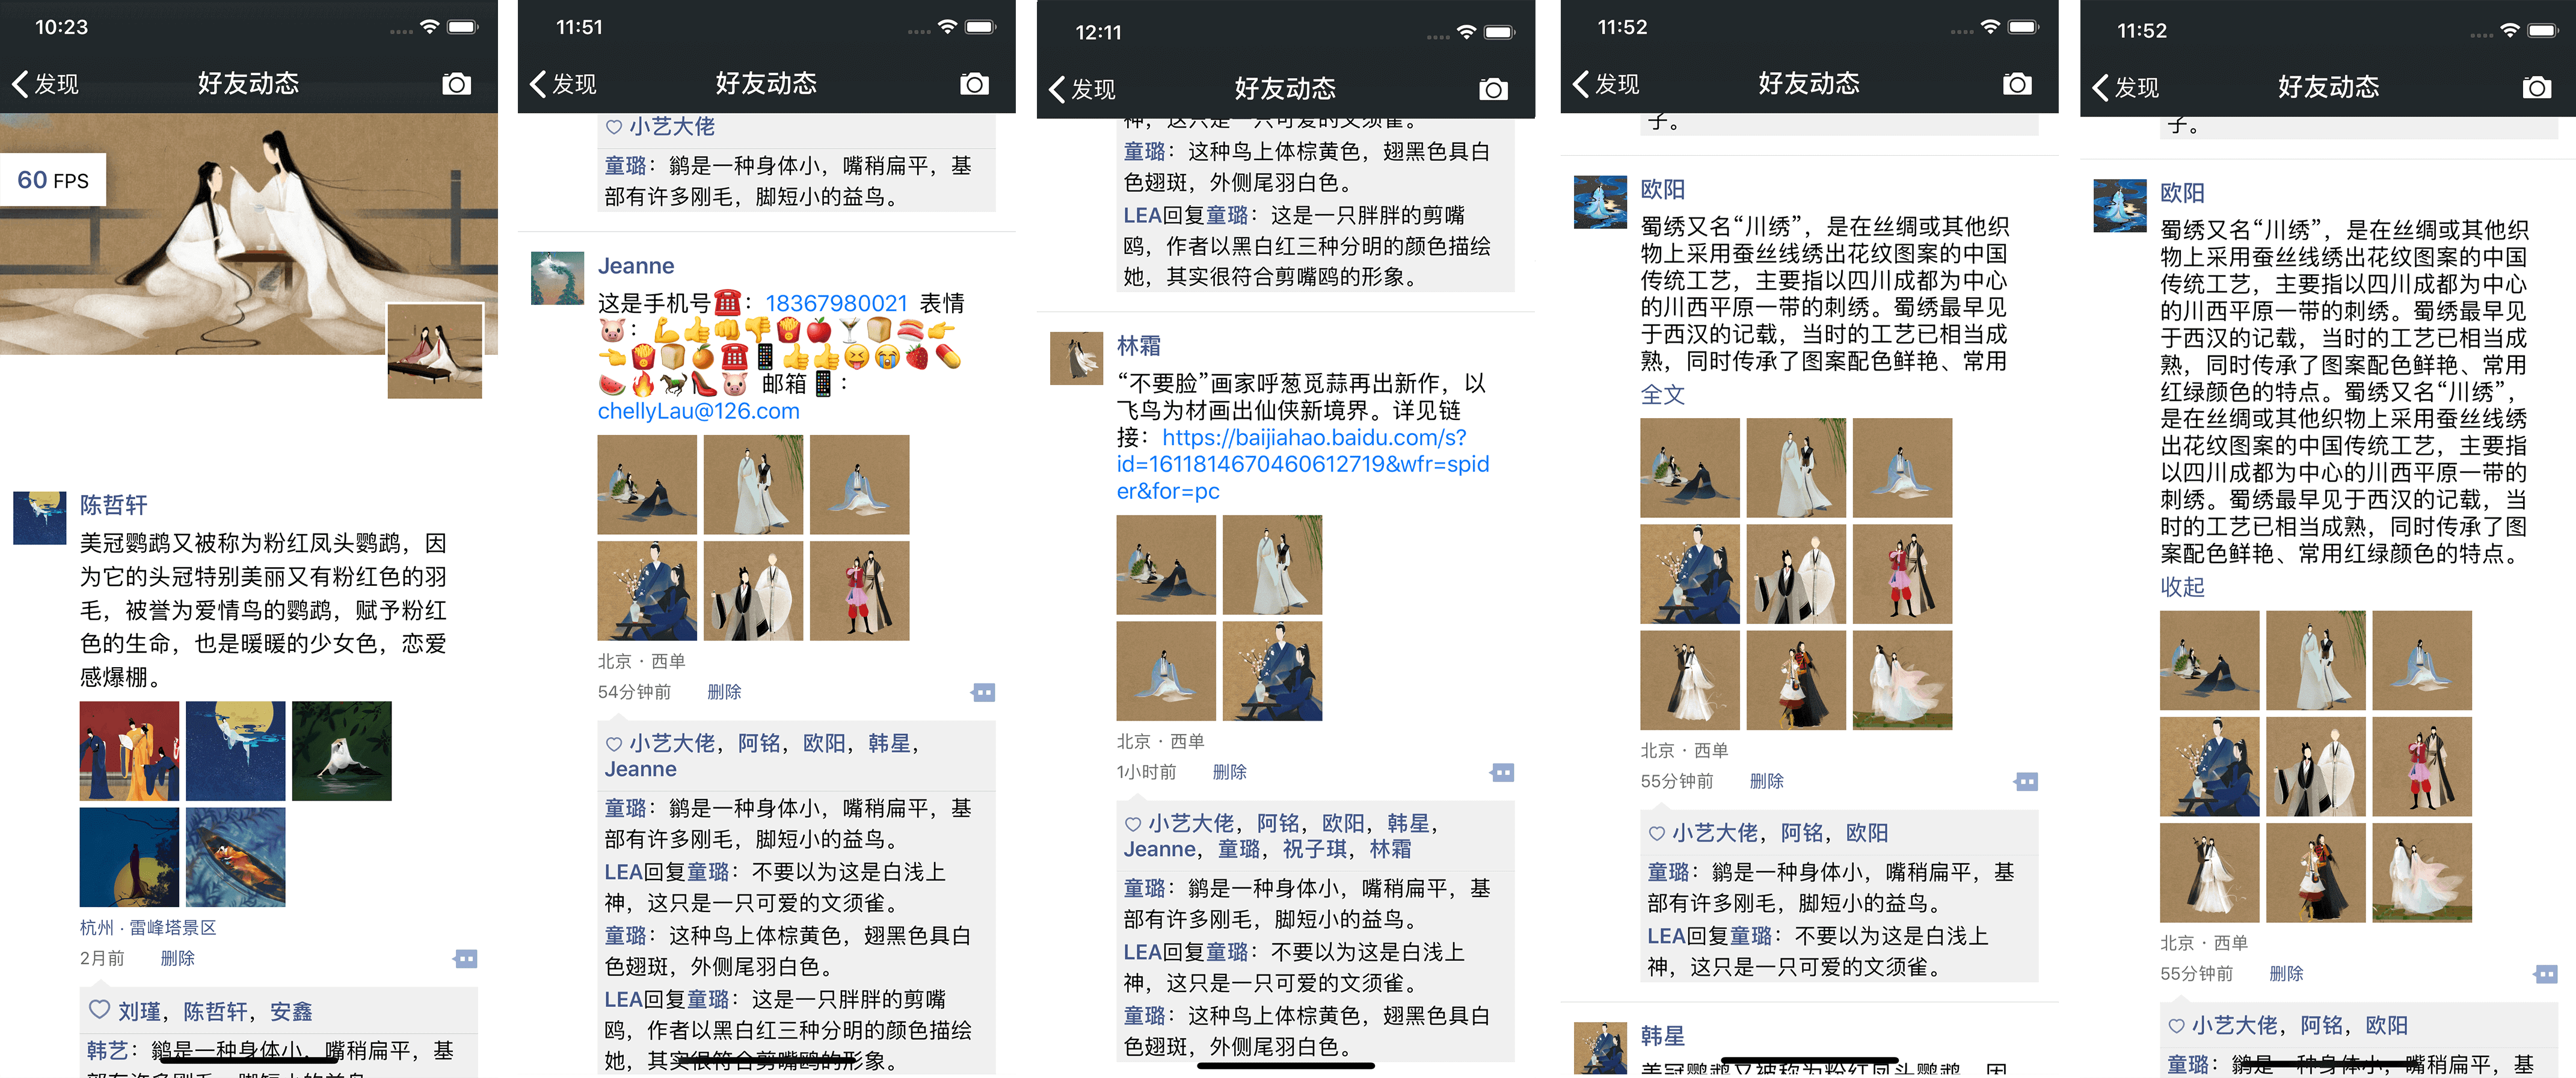 10:23
发现
好友动态
60 FPS
陈哲轩
美冠鹦鹉又被称为粉红凤头鹦鹉，因
为它的头冠特别美丽又有粉红色的羽
毛，被誉为爱情鸟的鹦鹉，赋予粉红
色的生命，也是暖暖的少女色，恋爱
感爆棚。
杭州 · 雷峰塔景区
2月前 删除
刘瑾，陈哲轩，安鑫
韩艺：鹟是一种身体小，嘴稍扁平，基
11:51
发现
好友动态
小艺大佬
童璐：鹟是一种身体小，嘴稍扁平，基
部有许多刚毛，脚短小的益鸟。
Jeanne
这是手机号☎️：18367980021 表情
🐷：💪👍👊👎🍟🍎🍸🍞🍣👉
👈🍟🍞🍊☎️📱👍👍😝😭🍓💊
🍉🔥🐎👠🐷 邮箱📱：
chellyLau@126.com
北京 · 西单
54分钟前 删除
小艺大佬，阿铭，欧阳，韩星，
Jeanne
童璐：鹟是一种身体小，嘴稍扁平，基
部有许多刚毛，脚短小的益鸟。
LEA回复童璐：不要以为这是白浅上
神，这只是一只可爱的文须雀。
童璐：这种鸟上体棕黄色，翅黑色具白
色翅斑，外侧尾羽白色。
LEA回复童璐：这是一只胖胖的剪嘴
鸥，作者以黑白红三种分明的颜色描绘
她，其实很符合剪嘴鸥的形象。
12:11
发现
好友动态
神，这只是一只可爱的文须雀。
童璐：这种鸟上体棕黄色，翅黑色具白
色翅斑，外侧尾羽白色。
LEA回复童璐：这是一只胖胖的剪嘴
鸥，作者以黑白红三种分明的颜色描绘
她，其实很符合剪嘴鸥的形象。
林霜
“不要脸”画家呼葱觅蒜再出新作，以
飞鸟为材画出仙侠新境界。详见链
接：https://baijiahao.baidu.com/s?
id=1611814670460612719&wfr=spid
er&for=pc
北京 · 西单
1小时前 删除
小艺大佬，阿铭，欧阳，韩星，
Jeanne，童璐，祝子琪，林霜
童璐：鹟是一种身体小，嘴稍扁平，基
部有许多刚毛，脚短小的益鸟。
LEA回复童璐：不要以为这是白浅上
神，这只是一只可爱的文须雀。
童璐：这种鸟上体棕黄色，翅黑色具白
色翅斑，外侧尾羽白色。
11:52
发现
好友动态
子。
欧阳
蜀绣又名“川绣”，是在丝绸或其他织
物上采用蚕丝线绣出花纹图案的中国
传统工艺，主要指以四川成都为中心
的川西平原一带的刺绣。蜀绣最早见
于西汉的记载，当时的工艺已相当成
熟，同时传承了图案配色鲜艳、常用
全文
北京 · 西单
55分钟前 删除
小艺大佬，阿铭，欧阳
童璐：鹟是一种身体小，嘴稍扁平，基
部有许多刚毛，脚短小的益鸟。
LEA回复童璐：不要以为这是白浅上
神，这只是一只可爱的文须雀。
韩星
美冠鹦鹉又被称为粉红凤头鹦鹉，因
11:52
发现
好友动态
子。
欧阳
蜀绣又名“川绣”，是在丝绸或其他织
物上采用蚕丝线绣出花纹图案的中国
传统工艺，主要指以四川成都为中心
的川西平原一带的刺绣。蜀绣最早见
于西汉的记载，当时的工艺已相当成
熟，同时传承了图案配色鲜艳、常用
红绿颜色的特点。蜀绣又名“川绣”，
是在丝绸或其他织物上采用蚕丝线绣
出花纹图案的中国传统工艺，主要指
以四川成都为中心的川西平原一带的
刺绣。蜀绣最早见于西汉的记载，当
时的工艺已相当成熟，同时传承了图
案配色鲜艳、常用红绿颜色的特点。
收起
北京 · 西单
55分钟前 删除
小艺大佬，阿铭，欧阳
童璐：鹟是一种身体小，嘴稍扁平，基